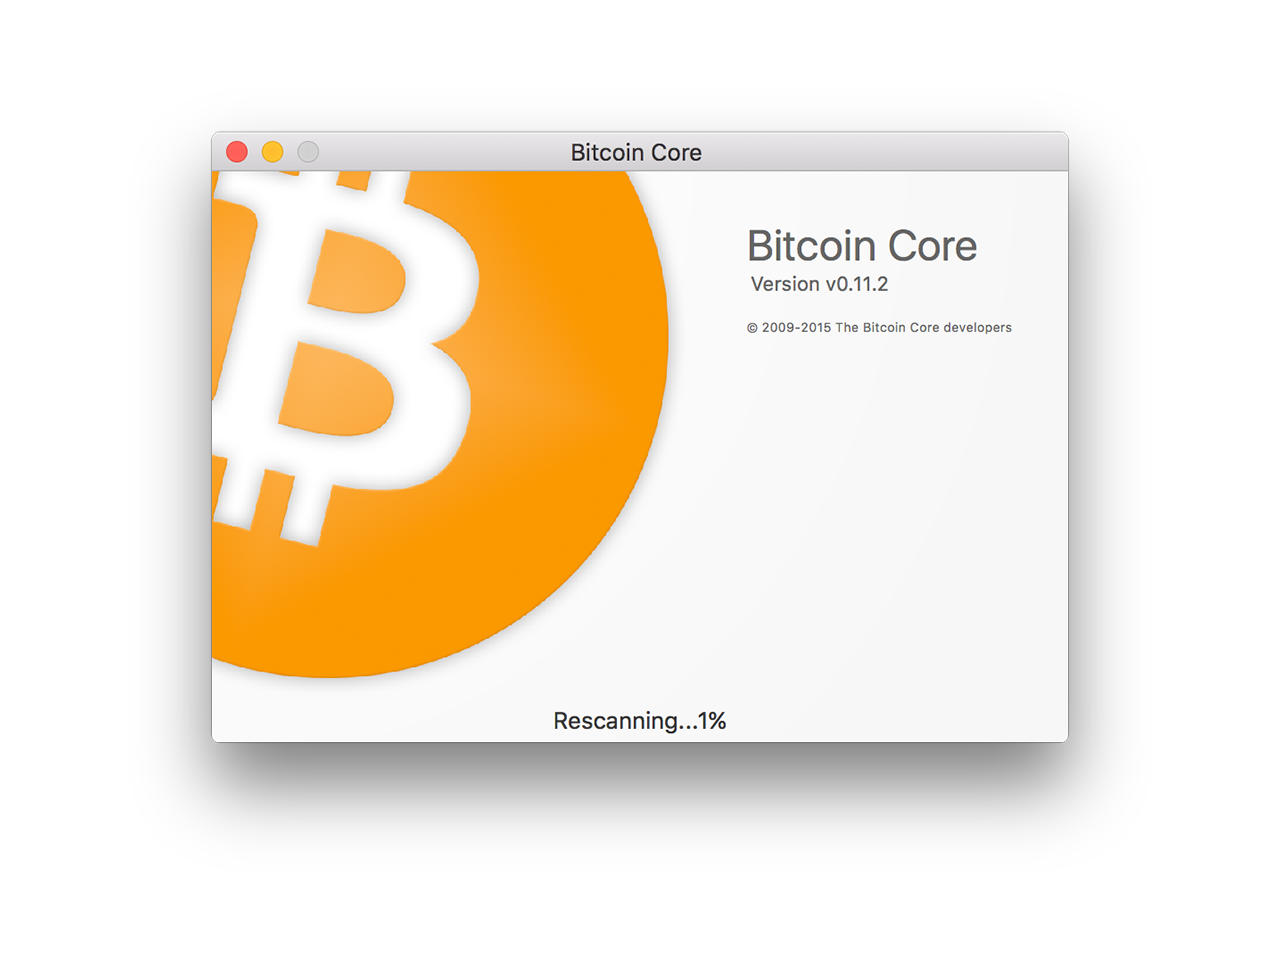 Bitcoin Core
Bitcoin Core
Version v0.11.2
© 2009-2015 The Bitcoin Core developers
Rescanning...1%